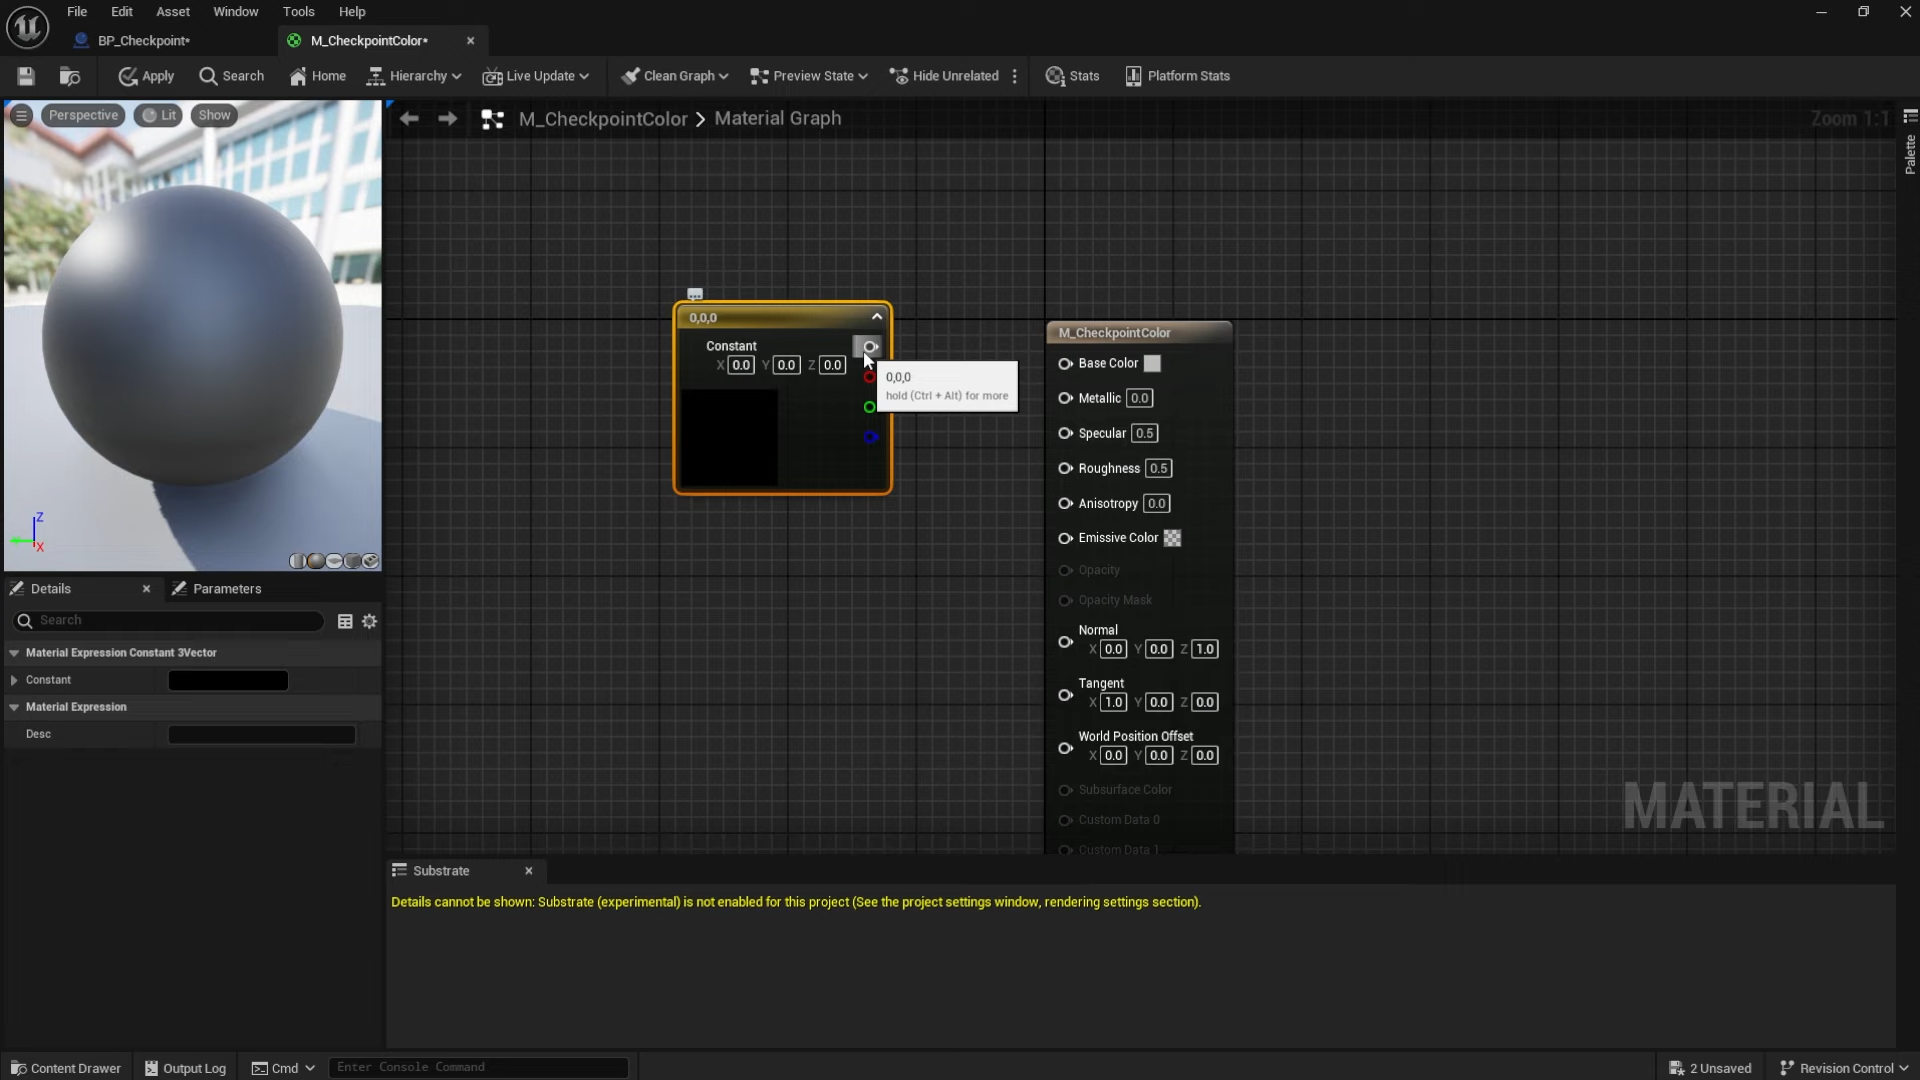 File Edit Asset Window Tools Help
BP_Checkpoint* M_CheckpointColor*
Apply Search Home Hierarchy Live Update Clean Graph Preview State Hide Unrelated Stats Platform Stats
Perspective Lit Show
M_CheckpointColor > Material Graph Zoom 1:1
Palette
0,0,0
Constant
X 0.0 Y 0.0 Z 0.0
0,0,0
hold (Ctrl + Alt) for more
M_CheckpointColor
Base Color
Metallic 0.0
Specular 0.5
Roughness 0.5
Anisotropy 0.0
Emissive Color
Opacity
Opacity Mask
Normal
X 0.0 Y 0.0 Z 1.0
Tangent
X 1.0 Y 0.0 Z 0.0
World Position Offset
X 0.0 Y 0.0 Z 0.0
Subsurface Color
Custom Data 0
Custom Data 1
MATERIAL
Z
X
Details Parameters
Search
Material Expression Constant 3Vector
Constant
Material Expression
Desc
Substrate
Details cannot be shown: Substrate (experimental) is not enabled for this project (See the project settings window, rendering settings section).
Content Drawer Output Log Cmd Enter Console Command 2 Unsaved Revision Control